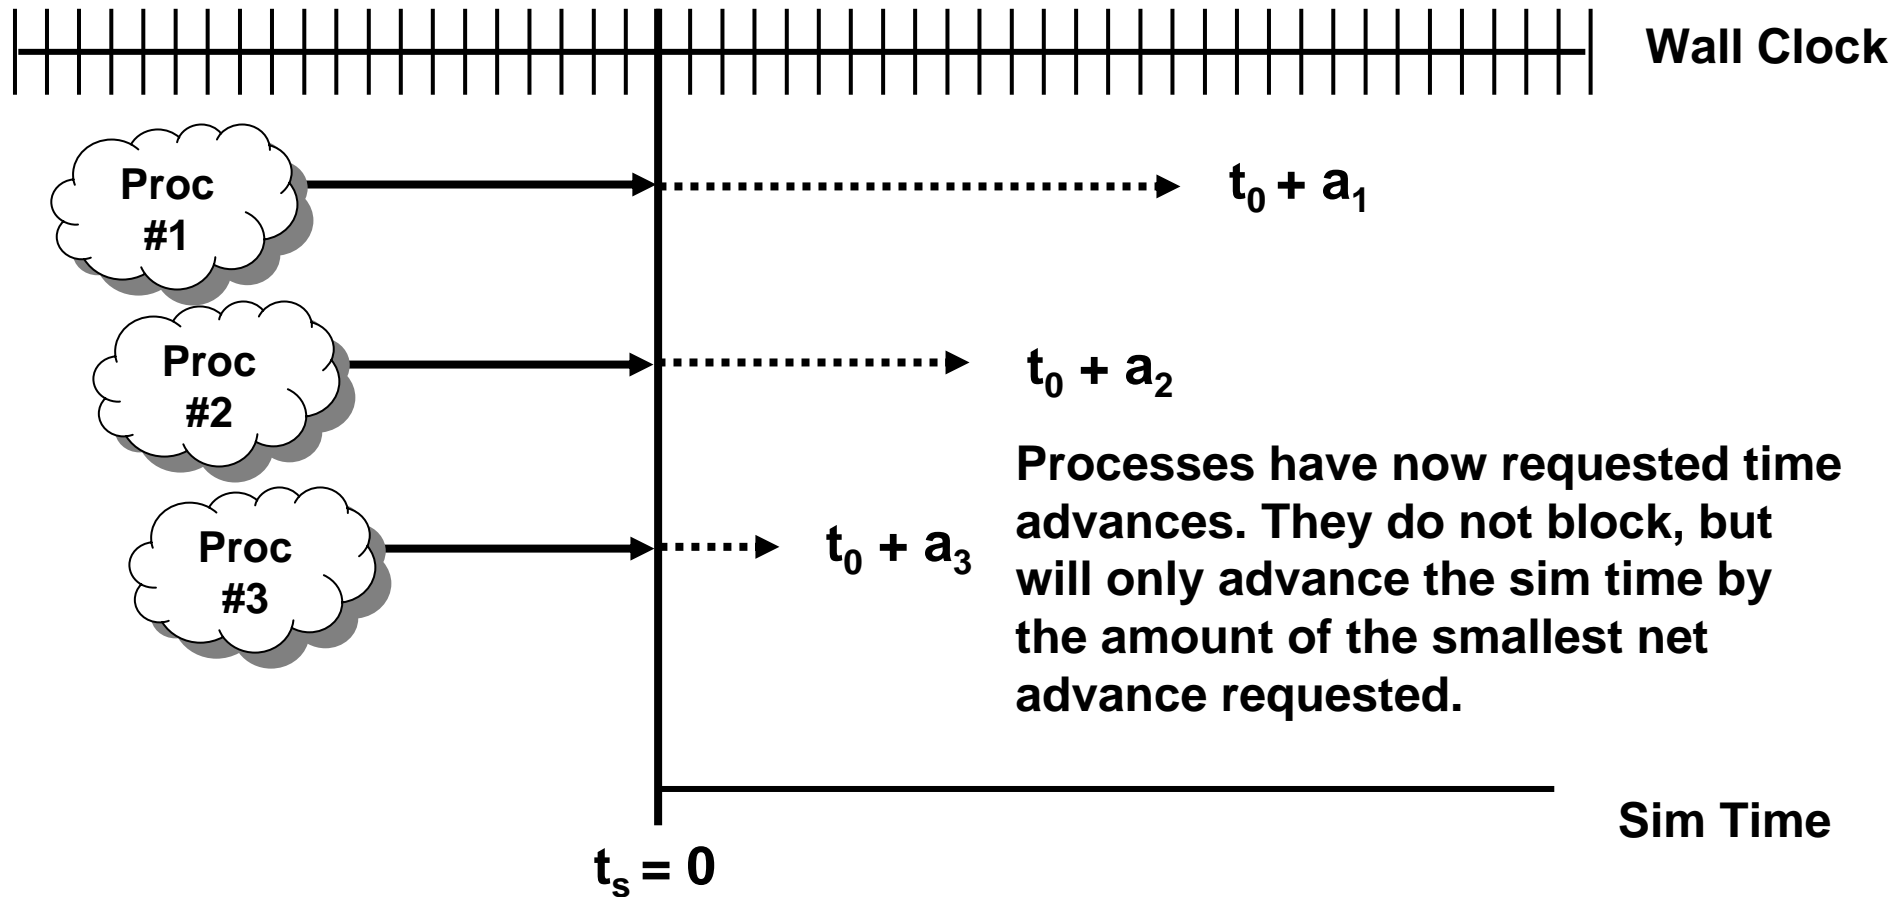 Wall Clock
Proc
#1
t₀ + a₁
Proc
#2
t₀ + a₂
Processes have now requested time
advances. They do not block, but
will only advance the sim time by
the amount of the smallest net
advance requested.
Proc
#3
t₀ + a₃
Sim Time
tₛ = 0